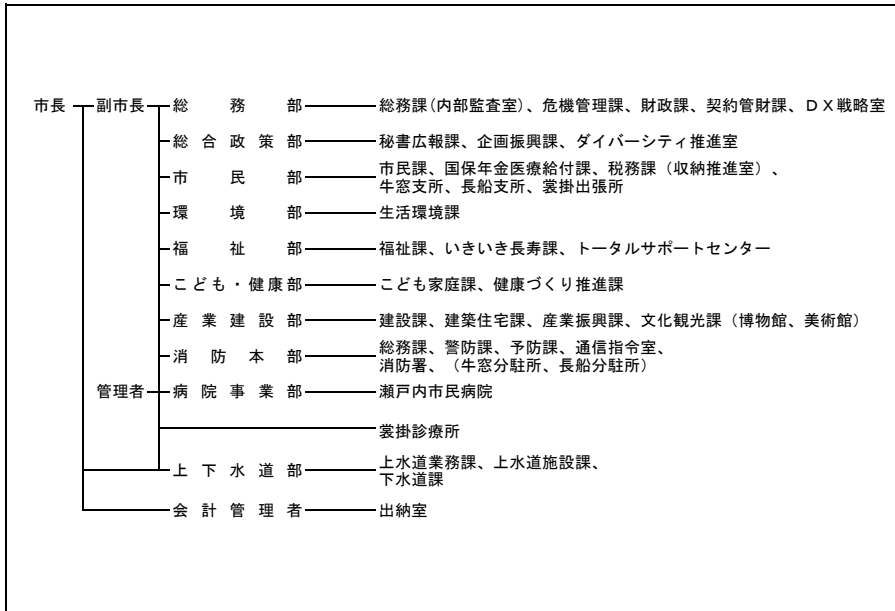 市長 副市長 総務部 総務課(内部監査室)、危機管理課、財政課、契約管財課、DX戦略室
総合政策部 秘書広報課、企画振興課、ダイバーシティ推進室
市民部 市民課、国保年金医療給付課、税務課(収納推進室)、
牛窓支所、長船支所、裳掛出張所
環境部 生活環境課
福祉部 福祉課、いきいき長寿課、トータルサポートセンター
こども・健康部 こども家庭課、健康づくり推進課
産業建設部 建設課、建築住宅課、産業振興課、文化観光課(博物館、美術館)
消防本部 総務課、警防課、予防課、通信指令室、
消防署、(牛窓分駐所、長船分駐所)
管理者 病院事業部 瀬戸内市民病院
裳掛診療所
上下水道部 上水道業務課、上水道施設課、
下水道課
会計管理者 出納室